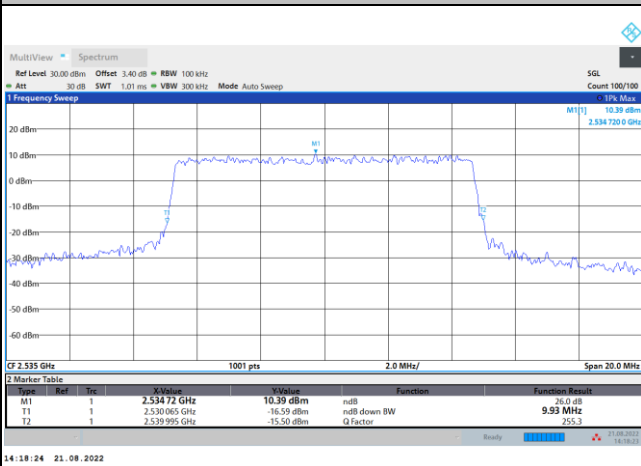 MultiView Spectrum
Ref Level 30.00 dBm Offset 3.40 dB RBW 100 kHz SGL
Att 30 dB SWT 1.01 ms VBW 300 kHz Mode Auto Sweep Count 100/100
1 Frequency Sweep 1Pk Max
M1[1] 10.39 dBm
2.534 720 0 GHz
M1
20 dBm
10 dBm
0 dBm
-10 dBm
T1 T2
-20 dBm
-30 dBm
-40 dBm
-50 dBm
-60 dBm
CF 2.535 GHz 1001 pts 2.0 MHz/ Span 20.0 MHz
2 Marker Table
Type Ref Trc X-Value Y-Value Function Function Result
M1 1 2.534 72 GHz 10.39 dBm ndB 26.0 dB
T1 1 2.530 065 GHz -16.59 dBm ndB down BW 9.93 MHz
T2 1 2.539 995 GHz -15.50 dBm Q Factor 255.3
Ready 21.08.2022
14:18:23
14:18:24 21.08.2022